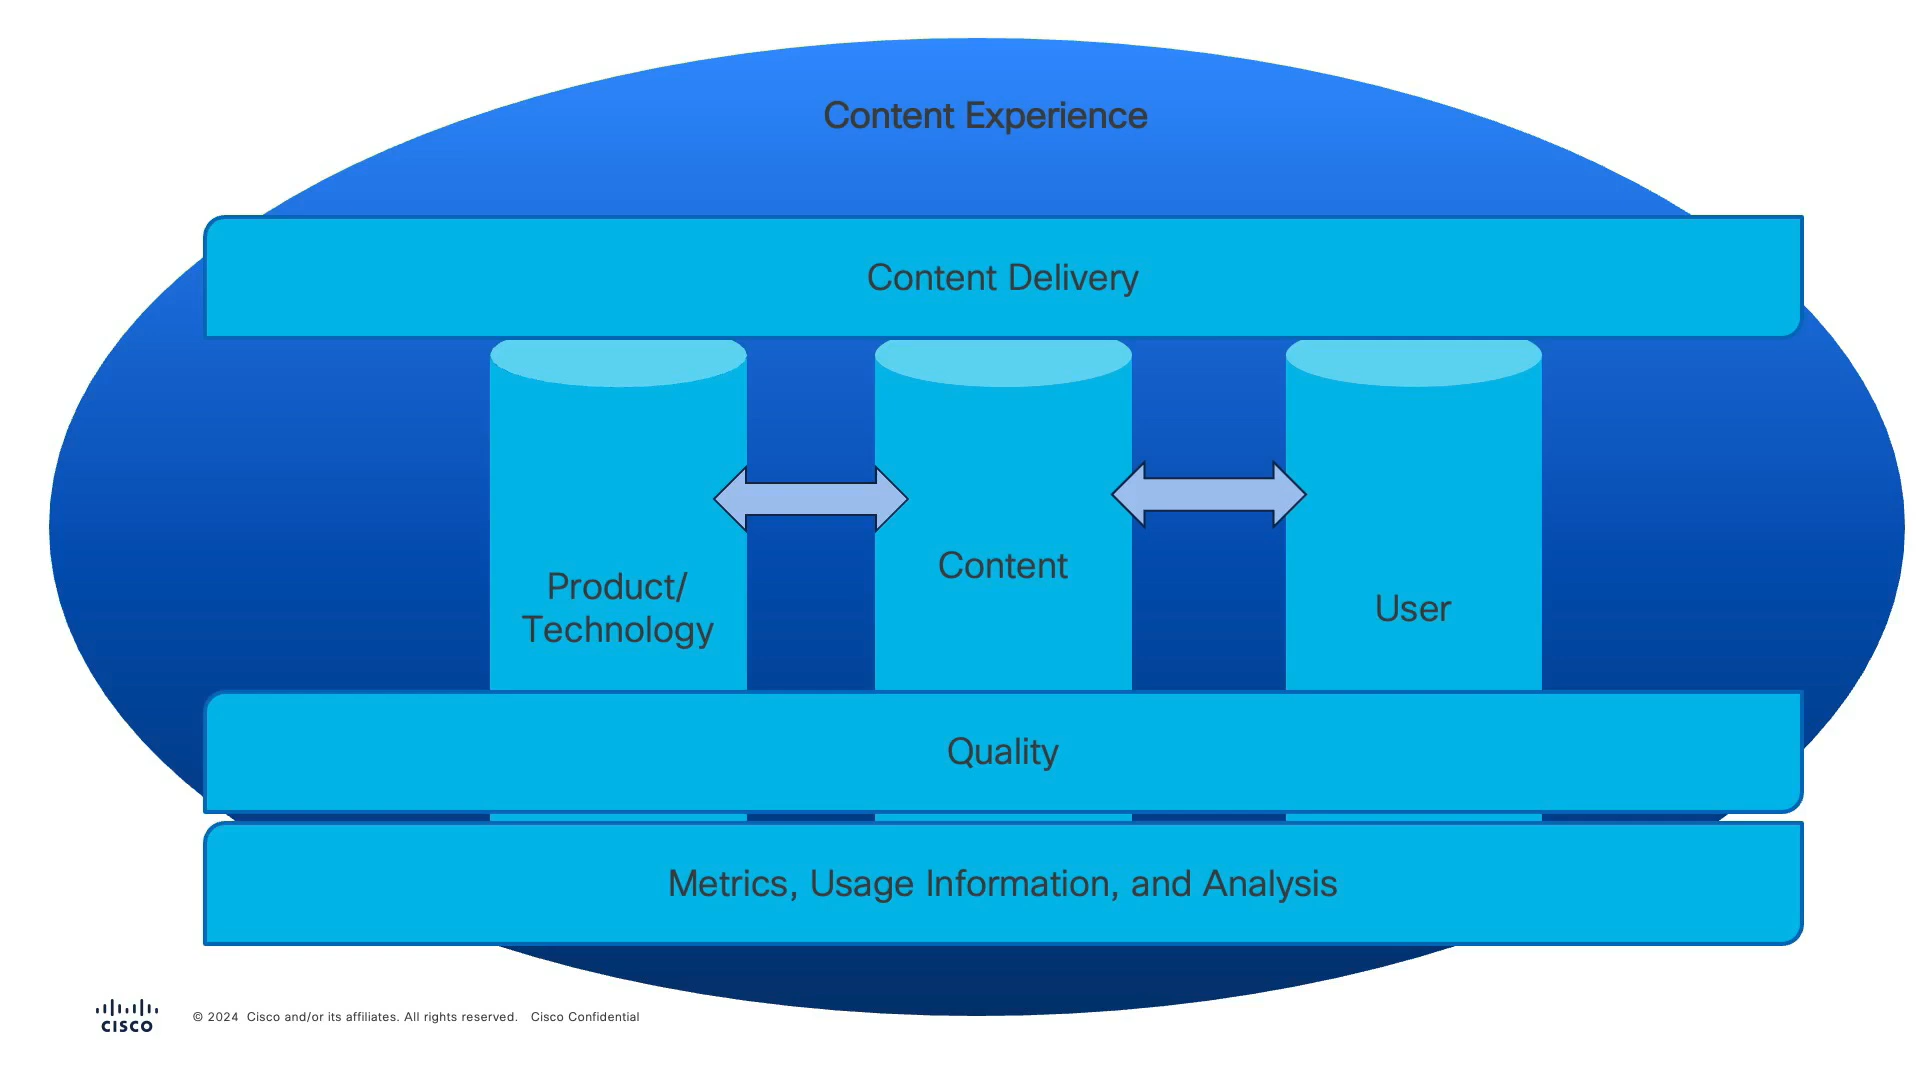 Content Experience
Content Delivery
Product/
Technology
Content
User
Quality
Metrics, Usage Information, and Analysis
CISCO
© 2024 Cisco and/or its affiliates. All rights reserved. Cisco Confidential